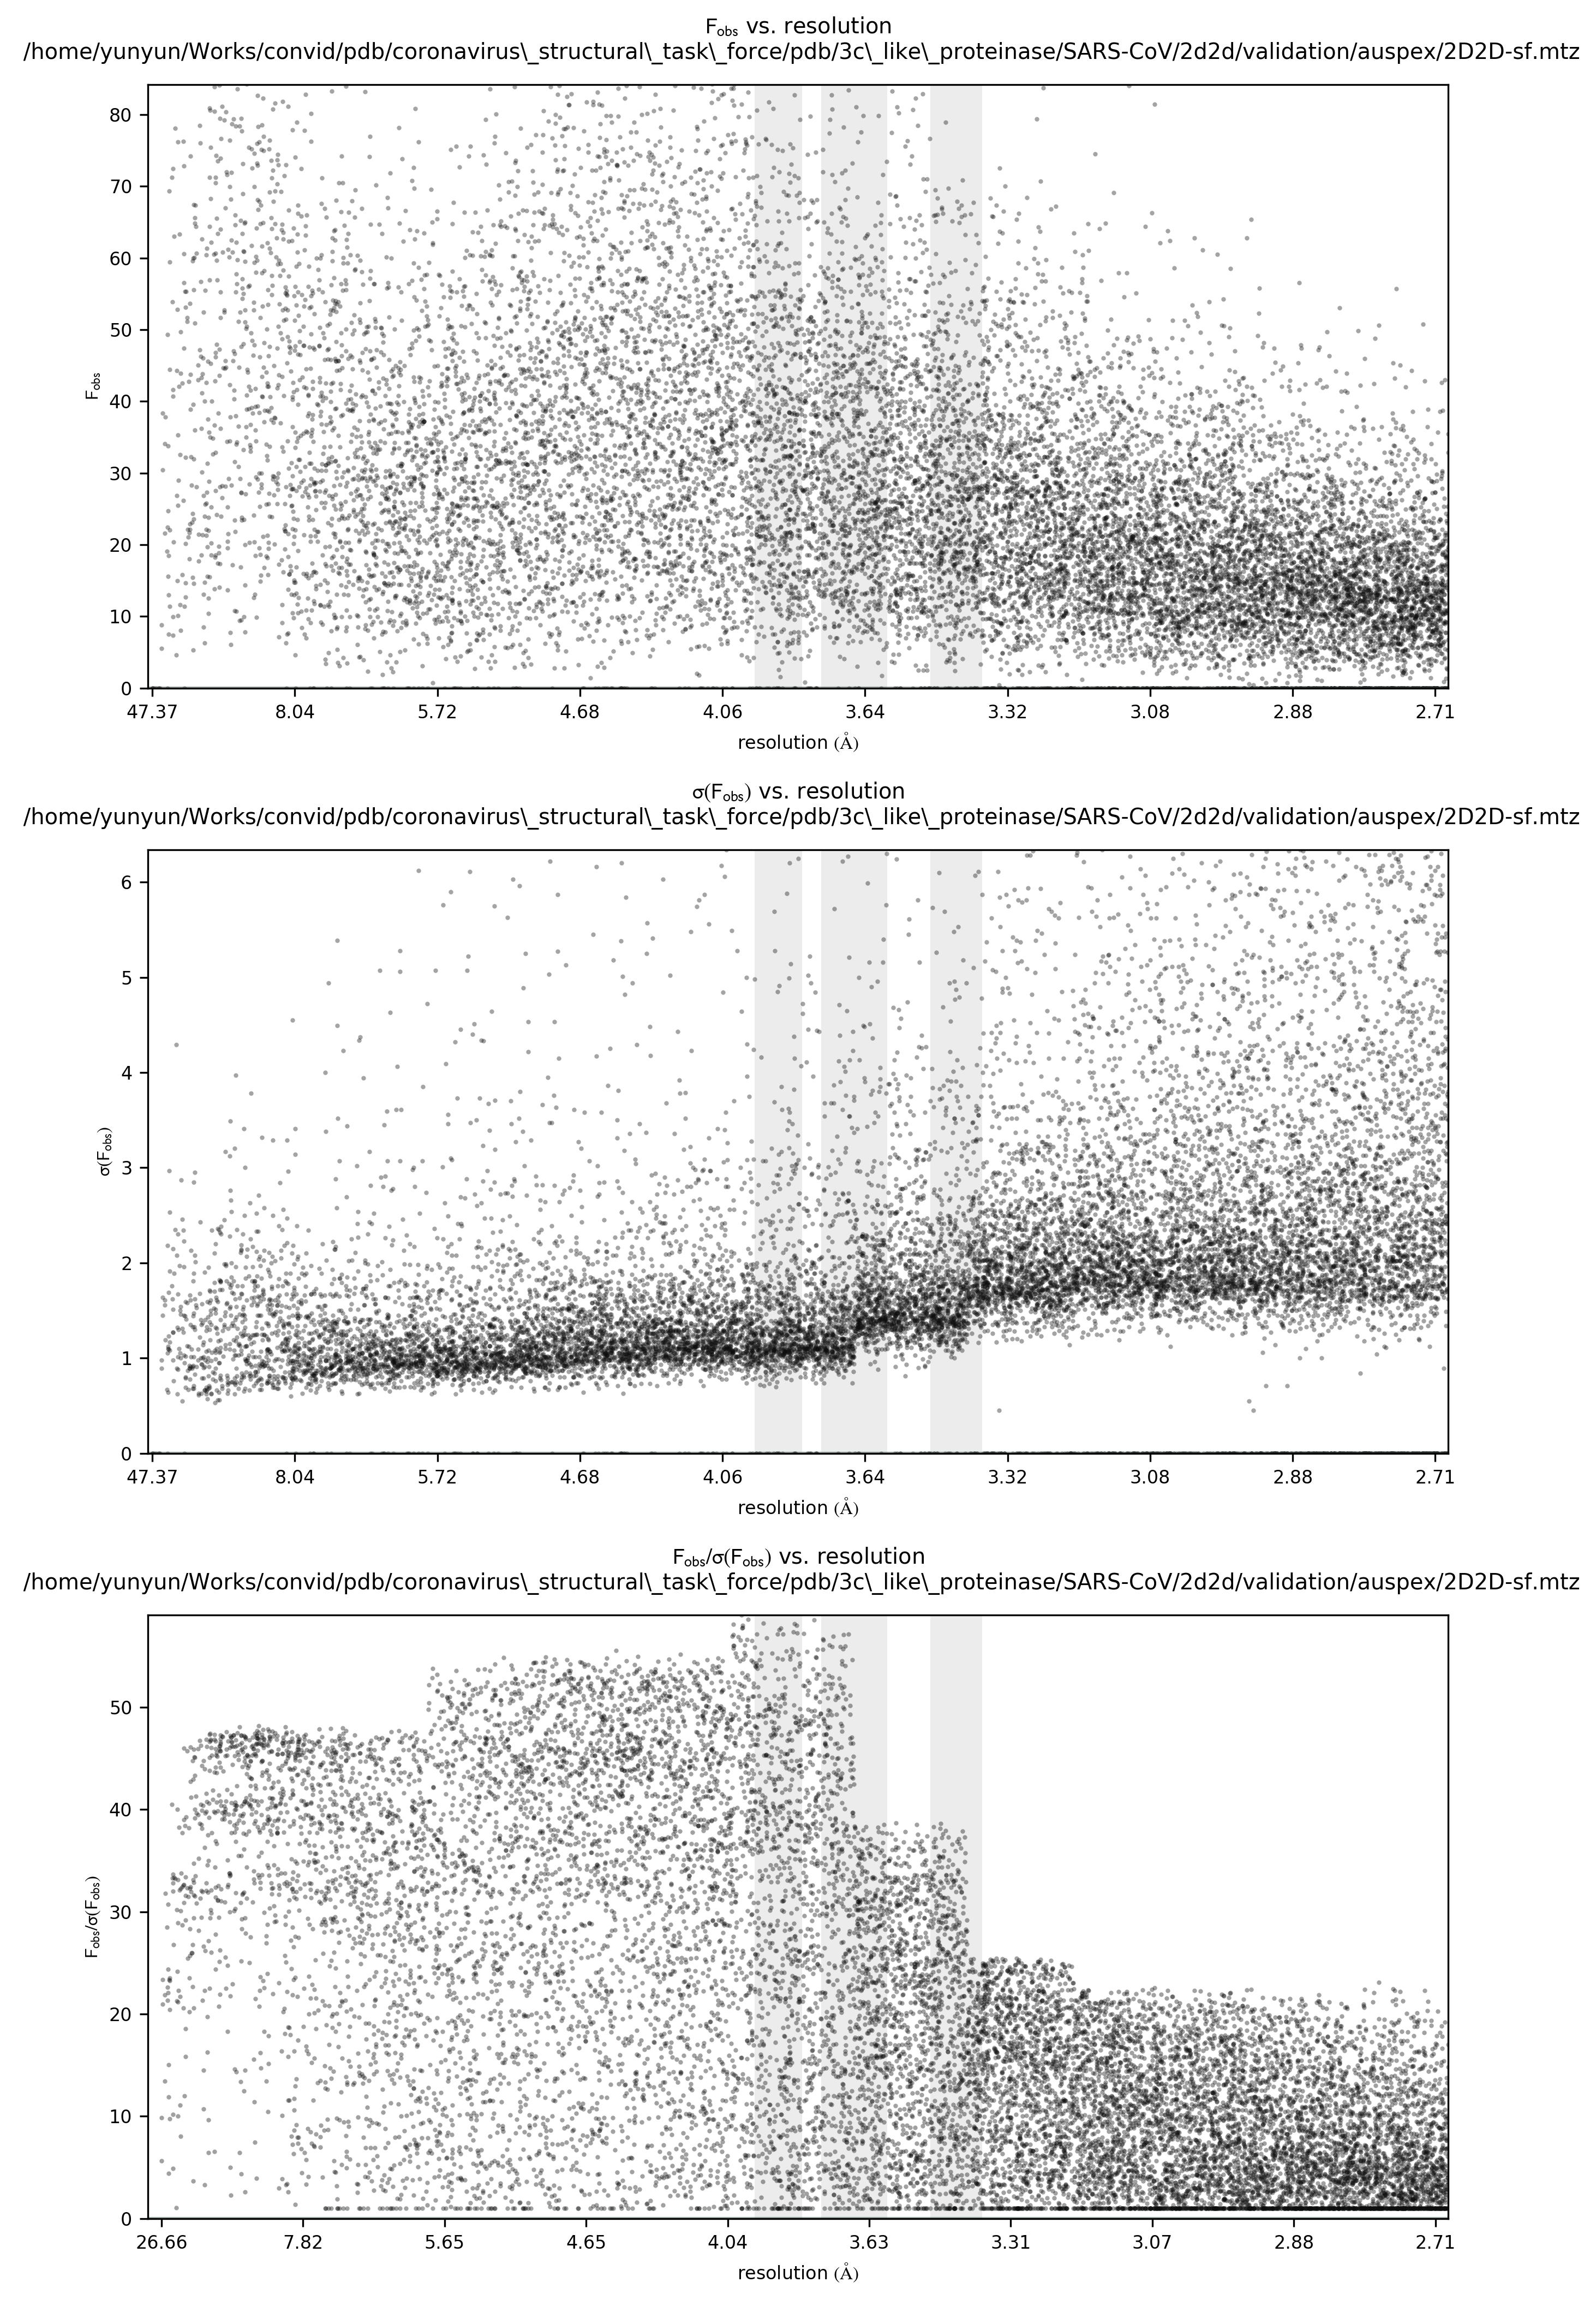 Fobs vs. resolution
/home/yunyun/Works/convid/pdb/coronavirus\_structural\_task\_force/pdb/3c\_like\_proteinase/SARS-CoV/2d2d/validation/auspex/2D2D-sf.mtz
80
70
60
50
40
30
20
10
0
Fobs
47.37 8.04 5.72 4.68 4.06 3.64 3.32 3.08 2.88 2.71
resolution (Å)
σ(Fobs) vs. resolution
/home/yunyun/Works/convid/pdb/coronavirus\_structural\_task\_force/pdb/3c\_like\_proteinase/SARS-CoV/2d2d/validation/auspex/2D2D-sf.mtz
6
5
4
3
2
1
0
σ(Fobs)
47.37 8.04 5.72 4.68 4.06 3.64 3.32 3.08 2.88 2.71
resolution (Å)
Fobs/σ(Fobs) vs. resolution
/home/yunyun/Works/convid/pdb/coronavirus\_structural\_task\_force/pdb/3c\_like\_proteinase/SARS-CoV/2d2d/validation/auspex/2D2D-sf.mtz
50
40
30
20
10
0
Fobs/σ(Fobs)
26.66 7.82 5.65 4.65 4.04 3.63 3.31 3.07 2.88 2.71
resolution (Å)